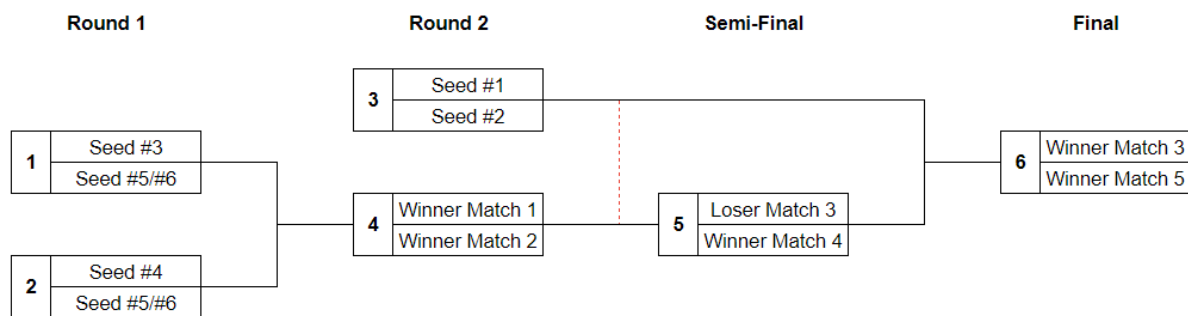 Round 1
Round 2
Semi-Final
Final
3
Seed #1
Seed #2
1
Seed #3
Seed #5/#6
6
Winner Match 3
Winner Match 5
4
Winner Match 1
Winner Match 2
5
Loser Match 3
Winner Match 4
2
Seed #4
Seed #5/#6